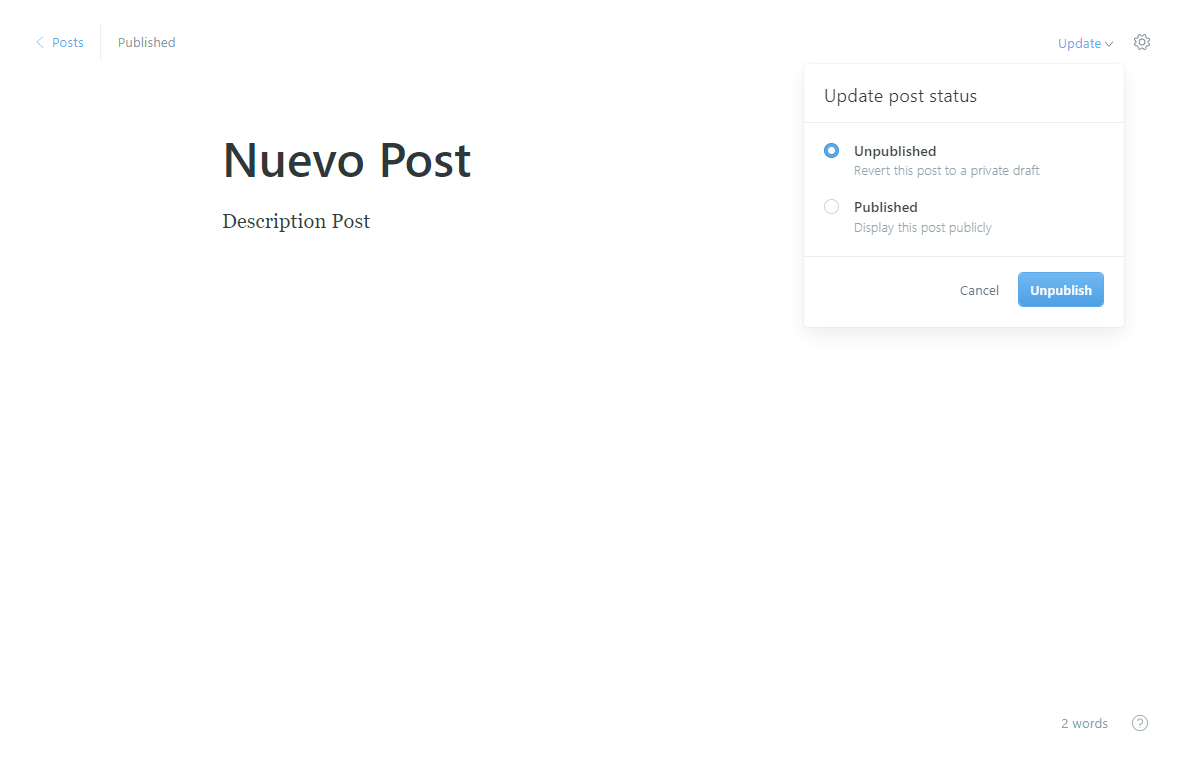 Posts
Published
Update
Update post status
Unpublished
Revert this post to a private draft
Published
Display this post publicly
Cancel
Unpublish
Nuevo Post
Description Post
2 words
?